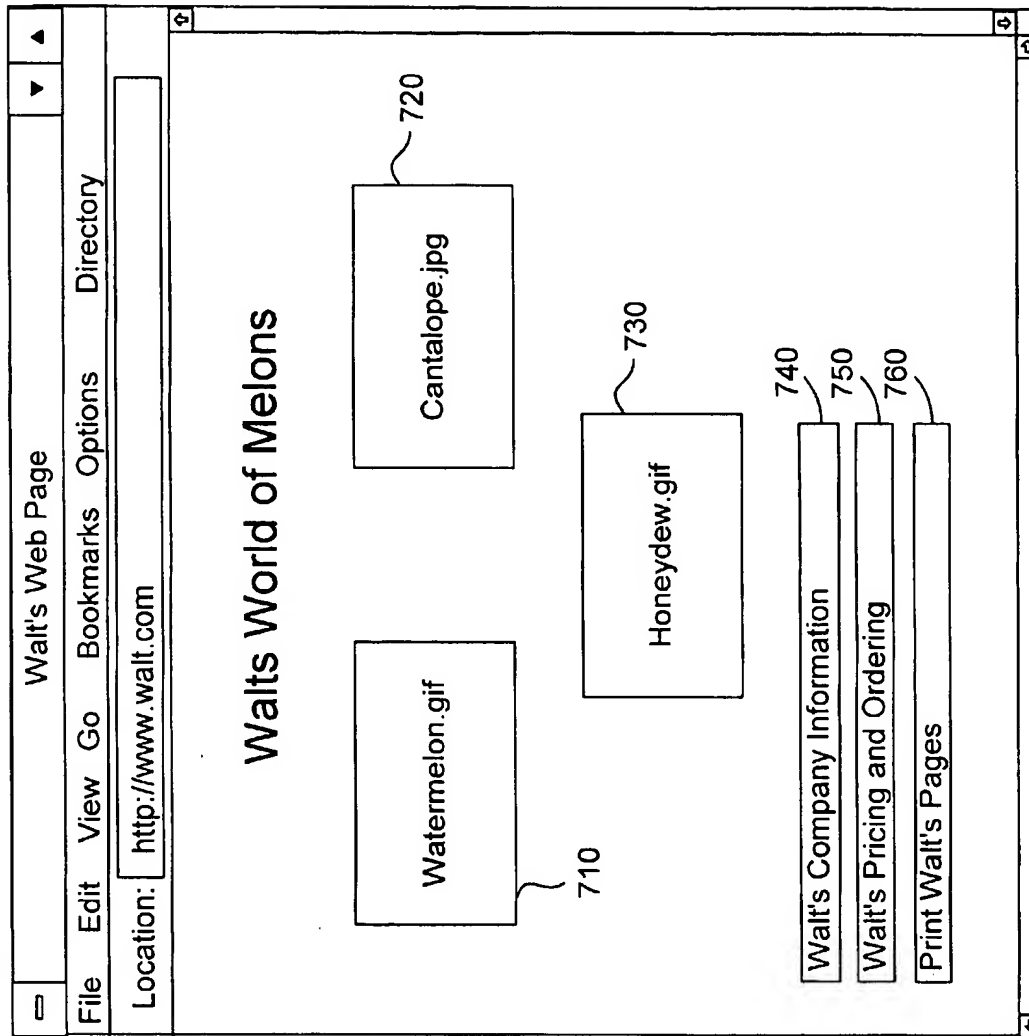 Walt's Web Page
File Edit View Go Bookmarks Options Directory
Location: http://www.walt.com
Walts World of Melons
Watermelon.gif
710
Cantalope.jpg
720
Honeydew.gif
730
Walt's Company Information
740
Walt's Pricing and Ordering
750
Print Walt's Pages
760